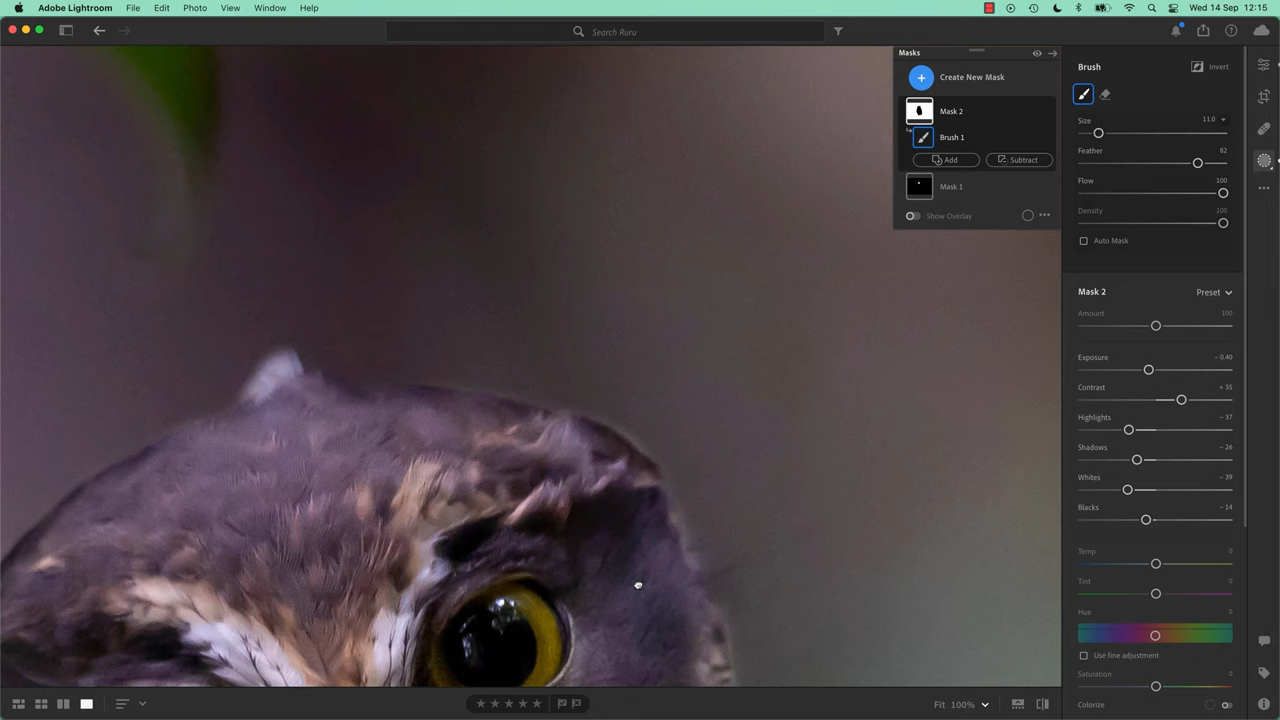 Adobe Lightroom File Edit Photo View Window Help Wed 14 Sep 12:15
Search Ruru
Masks
Create New Mask
Mask 2
Brush 1
Add Subtract
Mask 1
Show Overlay
Brush Invert
Size 11.0
Feather 82
Flow 100
Density 100
Auto Mask
Mask 2 Preset
Amount 100
Exposure - 0.40
Contrast + 35
Highlights - 37
Shadows - 26
Whites - 39
Blacks - 14
Temp 0
Tint 0
Hue 0
Use fine adjustment
Saturation 0
Colorize
Fit 100%